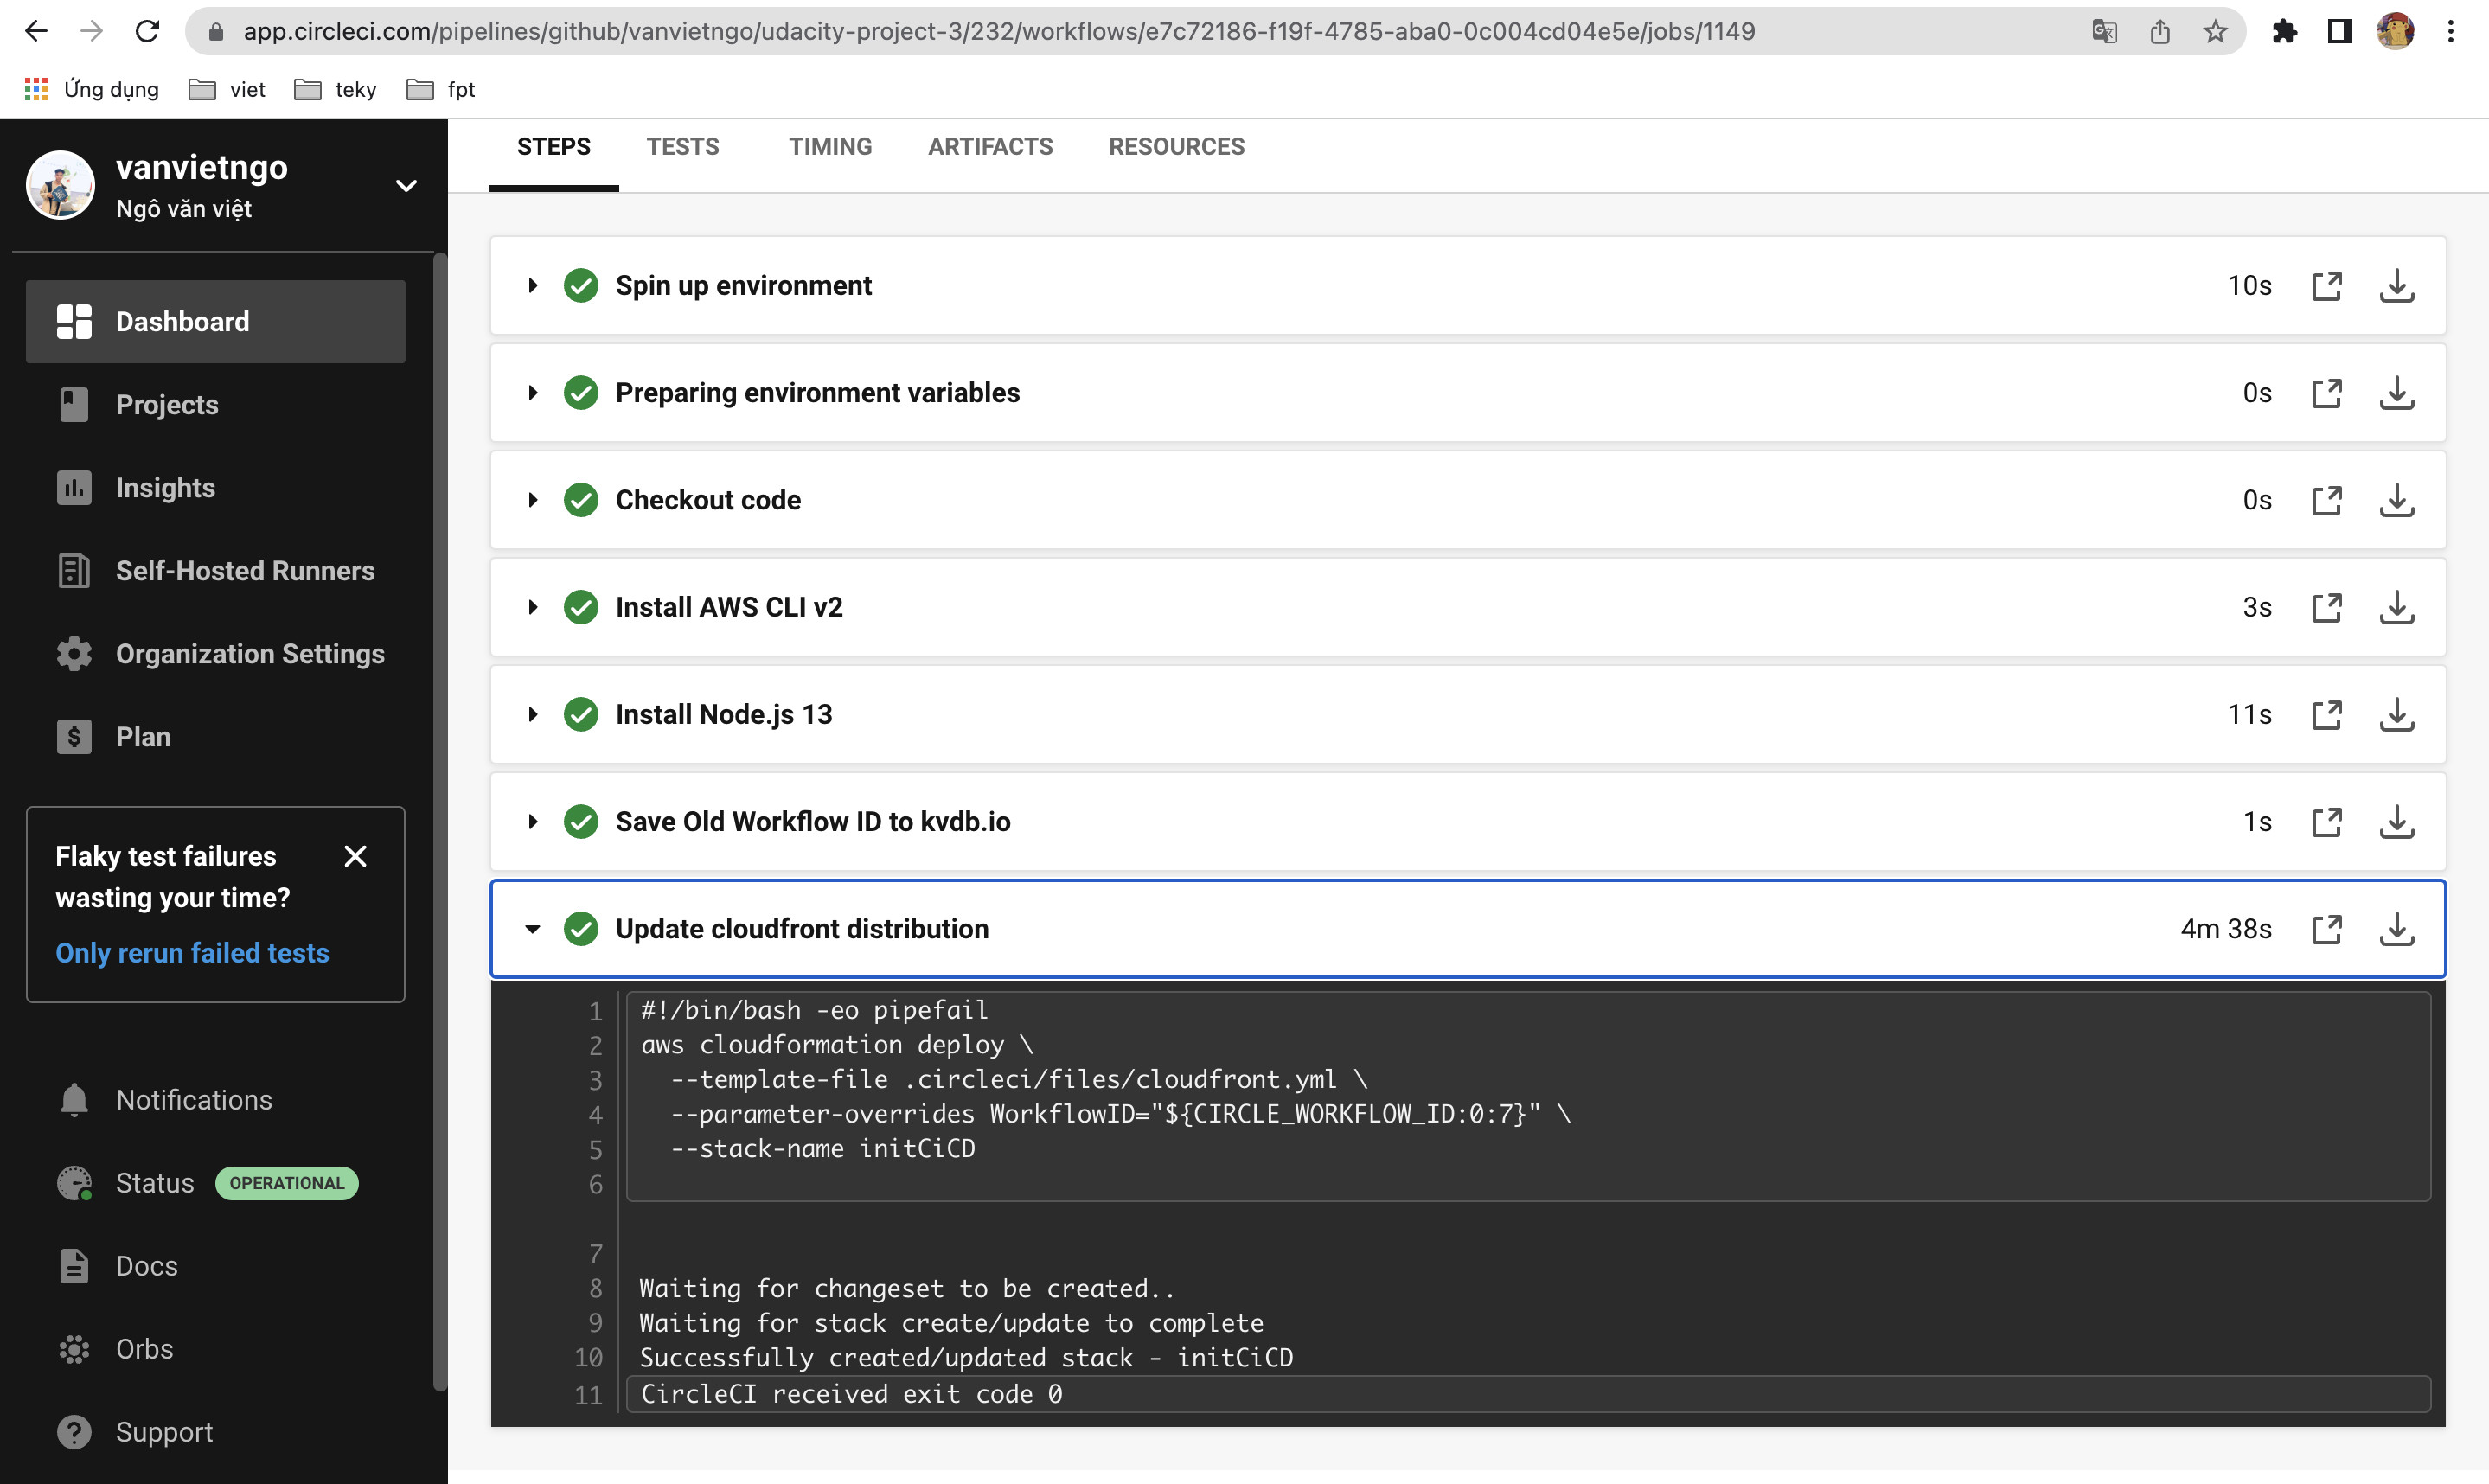 app.circleci.com/pipelines/github/vanvietngo/udacity-project-3/232/workflows/e7c72186-f19f-4785-aba0-0c004cd04e5e/jobs/1149
Ứng dụng viet teky fpt
vanvietngo
Ngô văn việt
Dashboard
Projects
Insights
Self-Hosted Runners
Organization Settings
$ Plan
Flaky test failures
wasting your time?
Only rerun failed tests
Notifications
Status OPERATIONAL
Docs
Orbs
? Support
STEPS TESTS TIMING ARTIFACTS RESOURCES
Spin up environment 10s
Preparing environment variables 0s
Checkout code 0s
Install AWS CLI v2 3s
Install Node.js 13 11s
Save Old Workflow ID to kvdb.io 1s
Update cloudfront distribution 4m 38s
1 #!/bin/bash -eo pipefail
2 aws cloudformation deploy \
3 --template-file .circleci/files/cloudfront.yml \
4 --parameter-overrides WorkflowID="${CIRCLE_WORKFLOW_ID:0:7}" \
5 --stack-name initCiCD
6
7
8 Waiting for changeset to be created..
9 Waiting for stack create/update to complete
10 Successfully created/updated stack - initCiCD
11 CircleCI received exit code 0